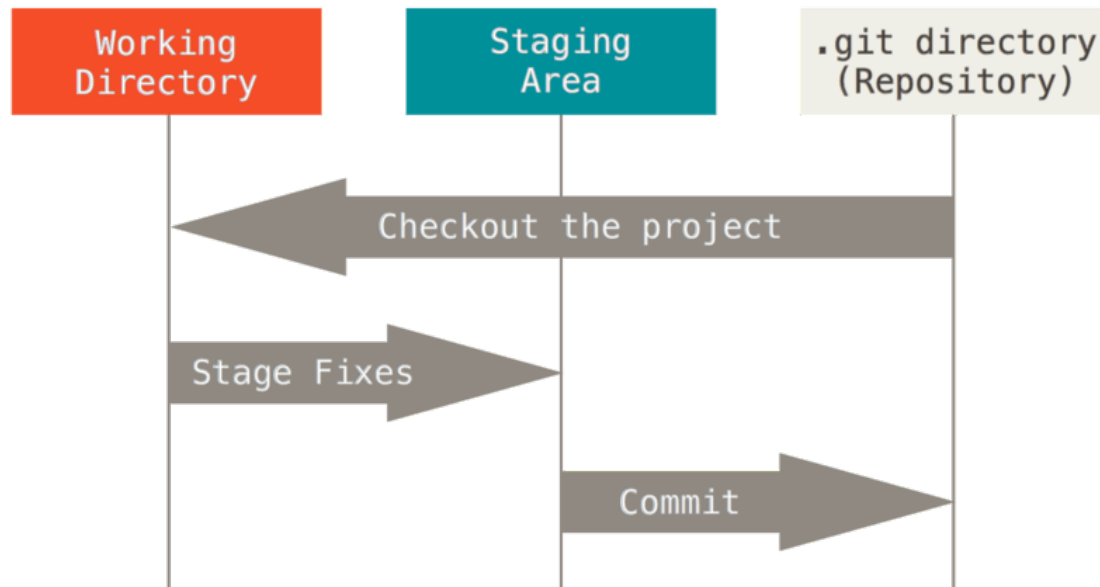 Working
Directory
Staging
Area
.git directory
(Repository)
Checkout the project
Stage Fixes
Commit